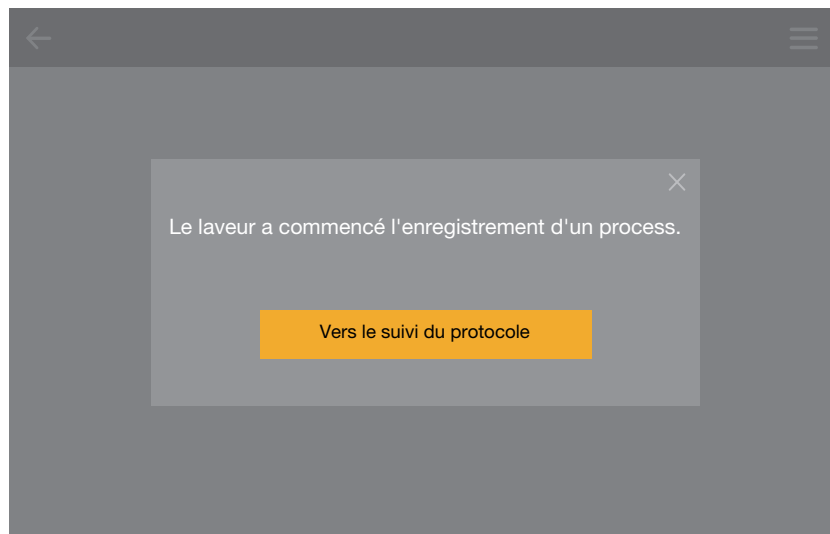 Le laveur a commencé l'enregistrement d'un process.
Vers le suivi du protocole